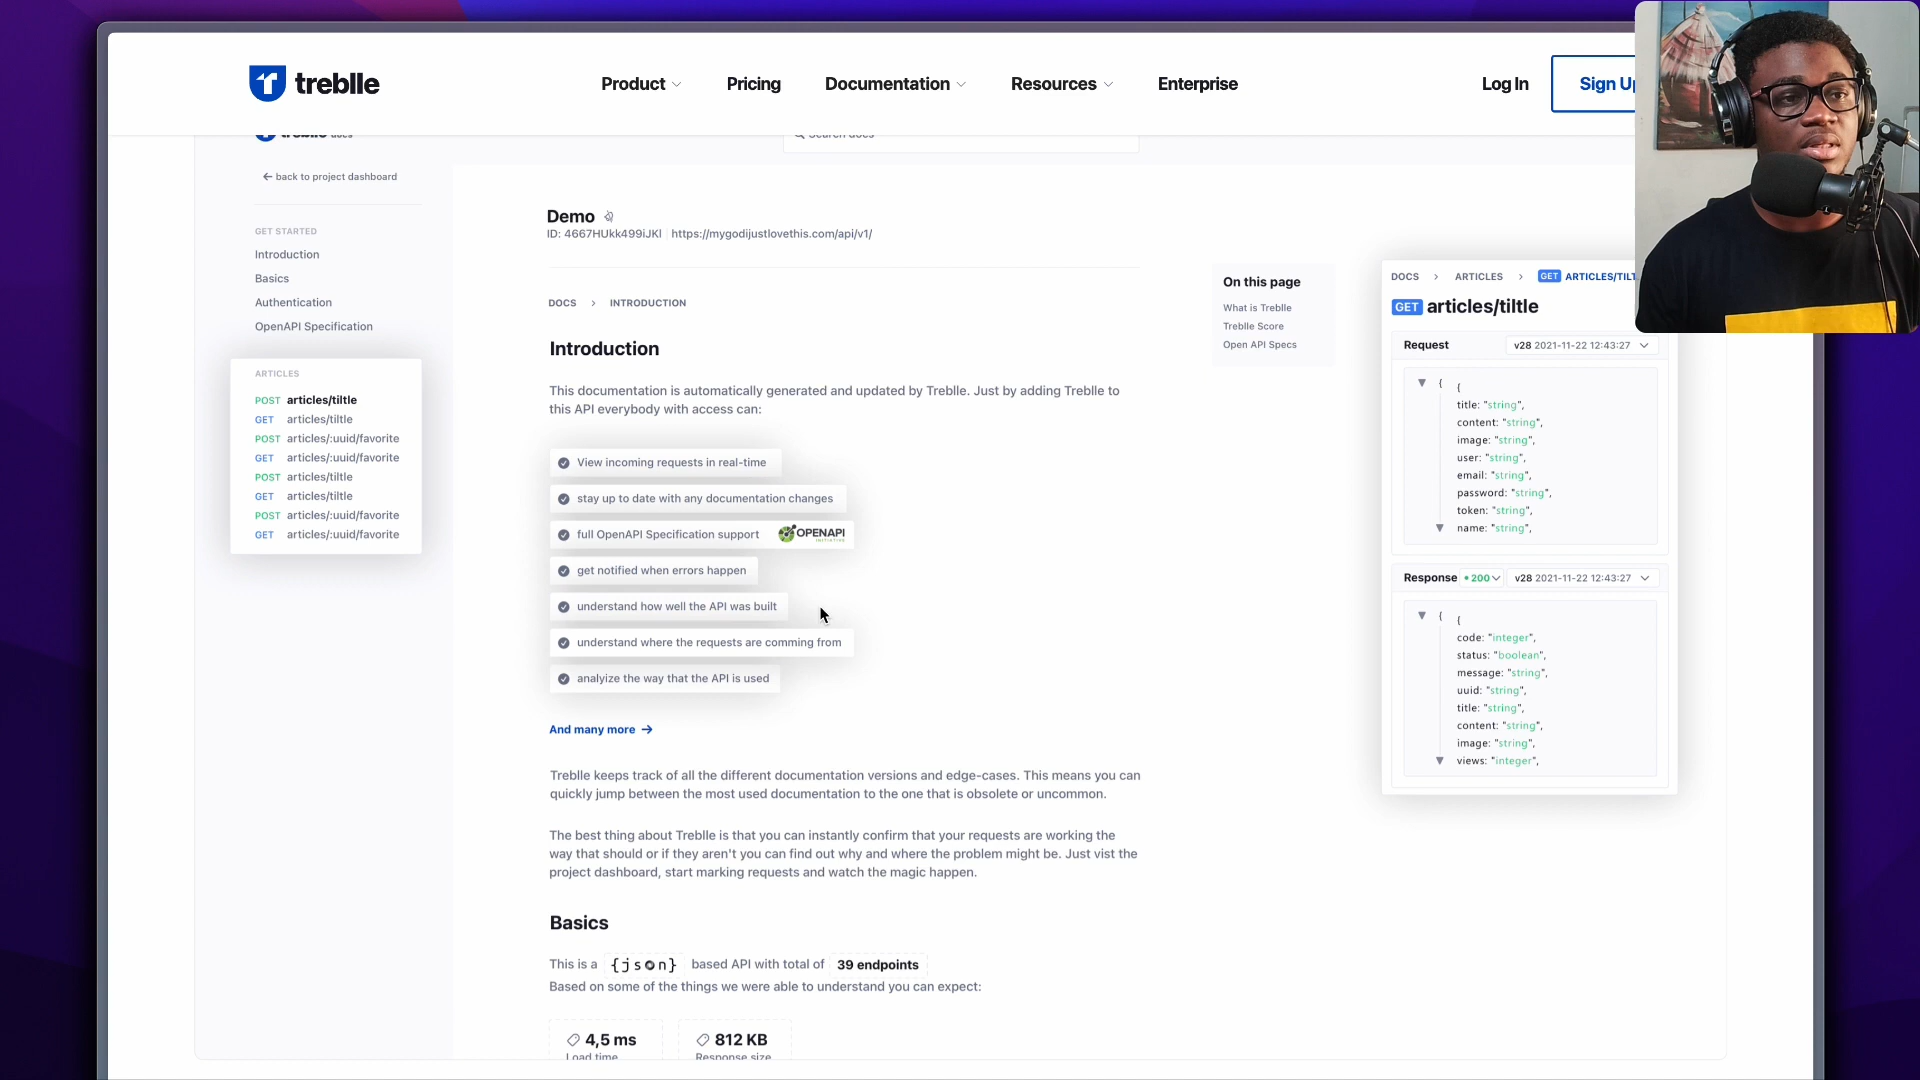 treblle
Product
Pricing
Documentation
Resources
Enterprise
Log In
Sign Up
treblle docs
Search docs
← back to project dashboard
GET STARTED
Introduction
Basics
Authentication
OpenAPI Specification
ARTICLES
POST articles/tiltle
GET articles/tiltle
POST articles/:uuid/favorite
GET articles/:uuid/favorite
POST articles/tiltle
GET articles/tiltle
POST articles/:uuid/favorite
GET articles/:uuid/favorite
Demo
ID: 4667HUkk499iJKl https://mygodijustlovethis.com/api/v1/
DOCS > INTRODUCTION
Introduction
This documentation is automatically generated and updated by Treblle. Just by adding Treblle to
this API everybody with access can:
View incoming requests in real-time
stay up to date with any documentation changes
full OpenAPI Specification support OPENAPI INITIATIVE
get notified when errors happen
understand how well the API was built
understand where the requests are comming from
analyize the way that the API is used
And many more →
Treblle keeps track of all the different documentation versions and edge-cases. This means you can
quickly jump between the most used documentation to the one that is obsolete or uncommon.
The best thing about Treblle is that you can instantly confirm that your requests are working the
way that should or if they aren't you can find out why and where the problem might be. Just vist the
project dashboard, start marking requests and watch the magic happen.
Basics
This is a {json} based API with total of 39 endpoints
Based on some of the things we were able to understand you can expect:
4,5 ms
Load time
812 KB
Response size
On this page
What is Treblle
Treblle Score
Open API Specs
DOCS > ARTICLES > GET ARTICLES/TILT
GET articles/tiltle
Request v28 2021-11-22 12:43:27
{ {
title: "string",
content: "string",
image: "string",
user: "string",
email: "string",
password: "string",
token: "string",
name: "string",
Response • 200 v28 2021-11-22 12:43:27
{ {
code: "integer",
status: "boolean",
message: "string",
uuid: "string",
title: "string",
content: "string",
image: "string",
views: "integer",